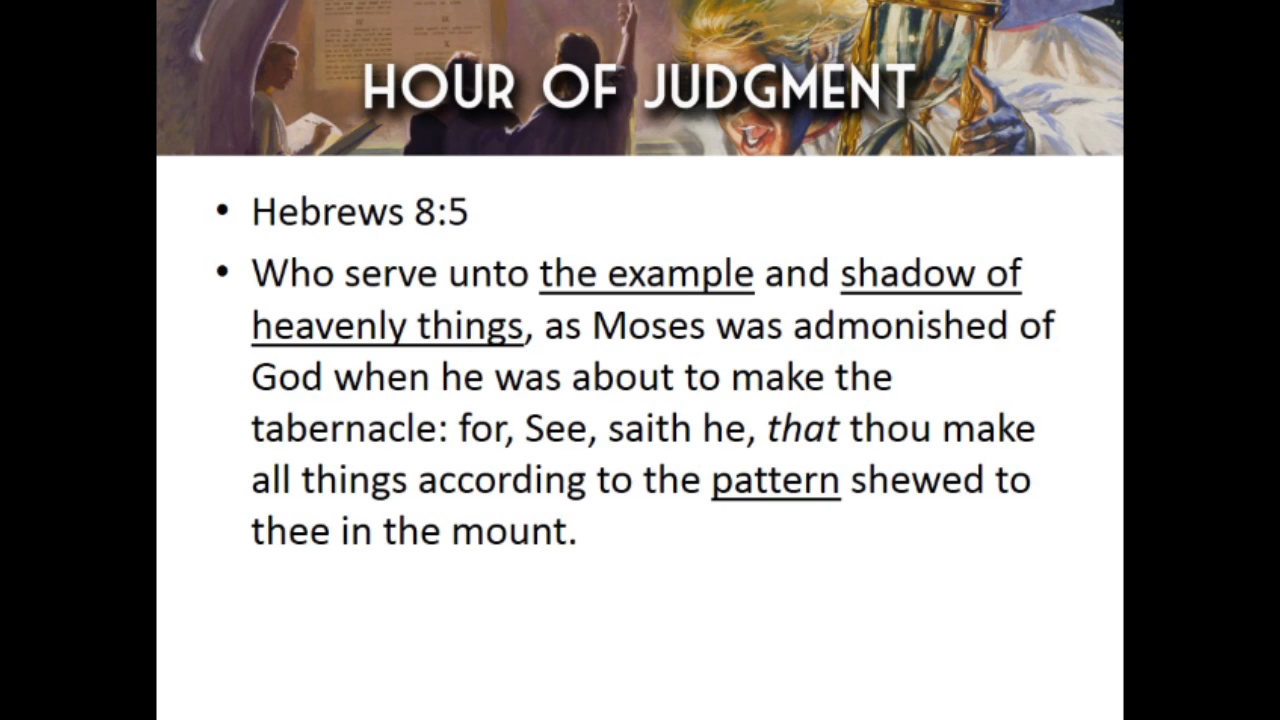 HOUR OF JUDGMENT
• Hebrews 8:5
• Who serve unto the example and shadow of
heavenly things, as Moses was admonished of
God when he was about to make the
tabernacle: for, See, saith he, that thou make
all things according to the pattern shewed to
thee in the mount.